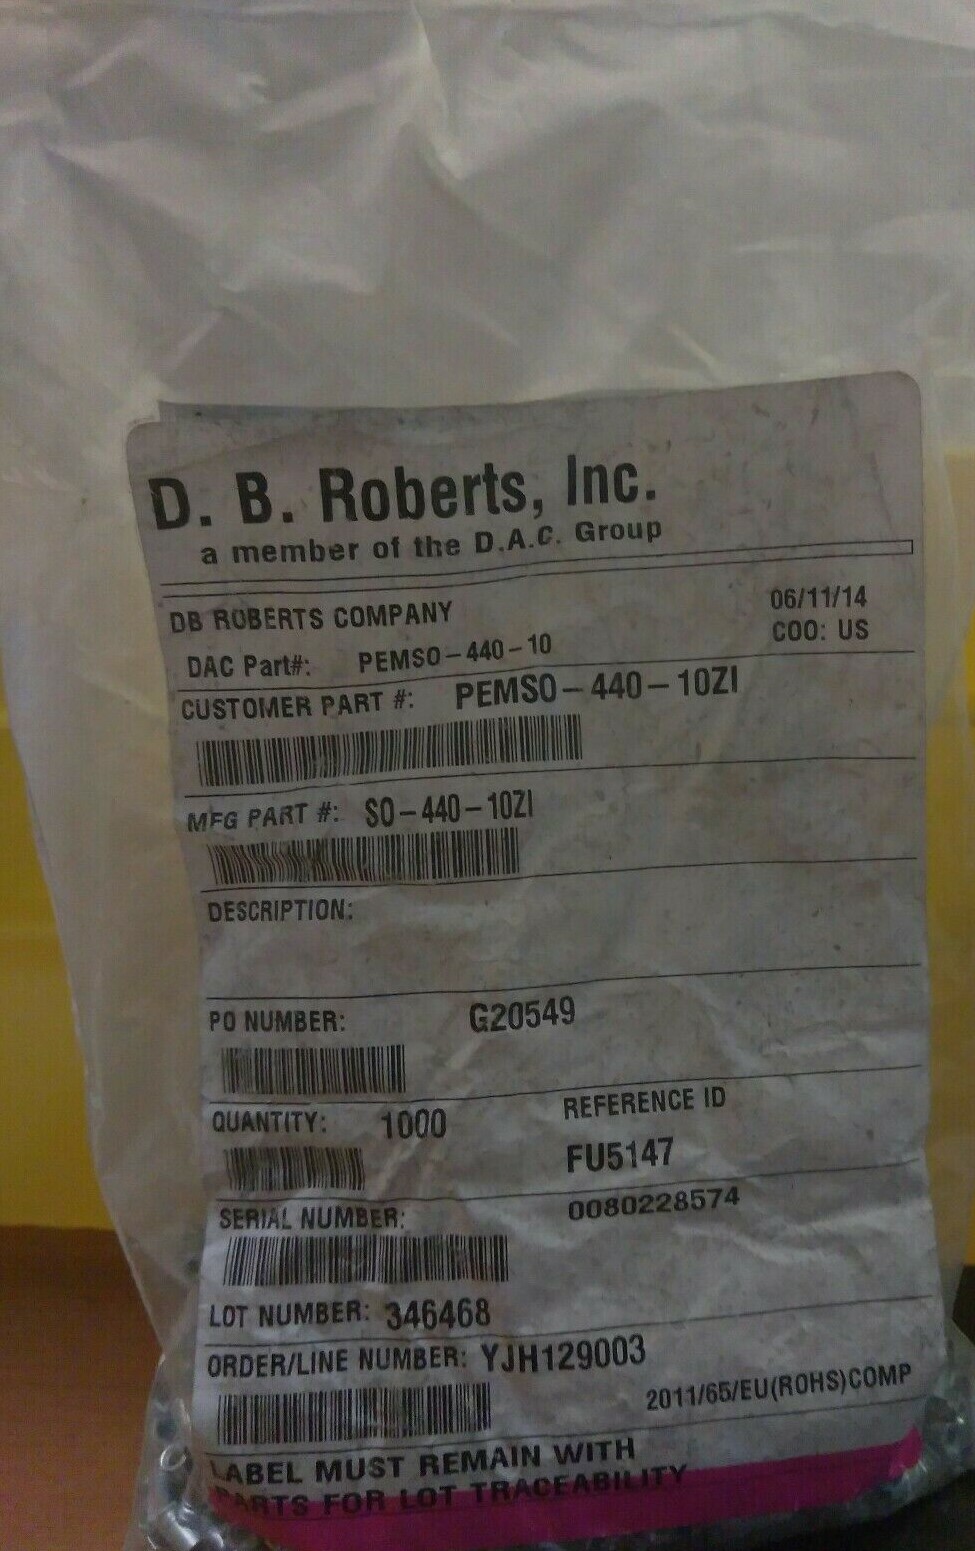 D. B. Roberts, Inc.
a member of the D.A.C. Group
DB ROBERTS COMPANY 06/11/14
DAC Part#: PEMSO-440-10 COO: US
CUSTOMER PART #: PEMSO-440-10ZI
MFG PART #: SO-440-10ZI
DESCRIPTION:
PO NUMBER: G20549
QUANTITY: 1000 REFERENCE ID
FU5147
SERIAL NUMBER: 0080228574
LOT NUMBER: 346468
ORDER/LINE NUMBER: YJH129003
2011/65/EU(ROHS)COMP
LABEL MUST REMAIN WITH
PARTS FOR LOT TRACEABILITY